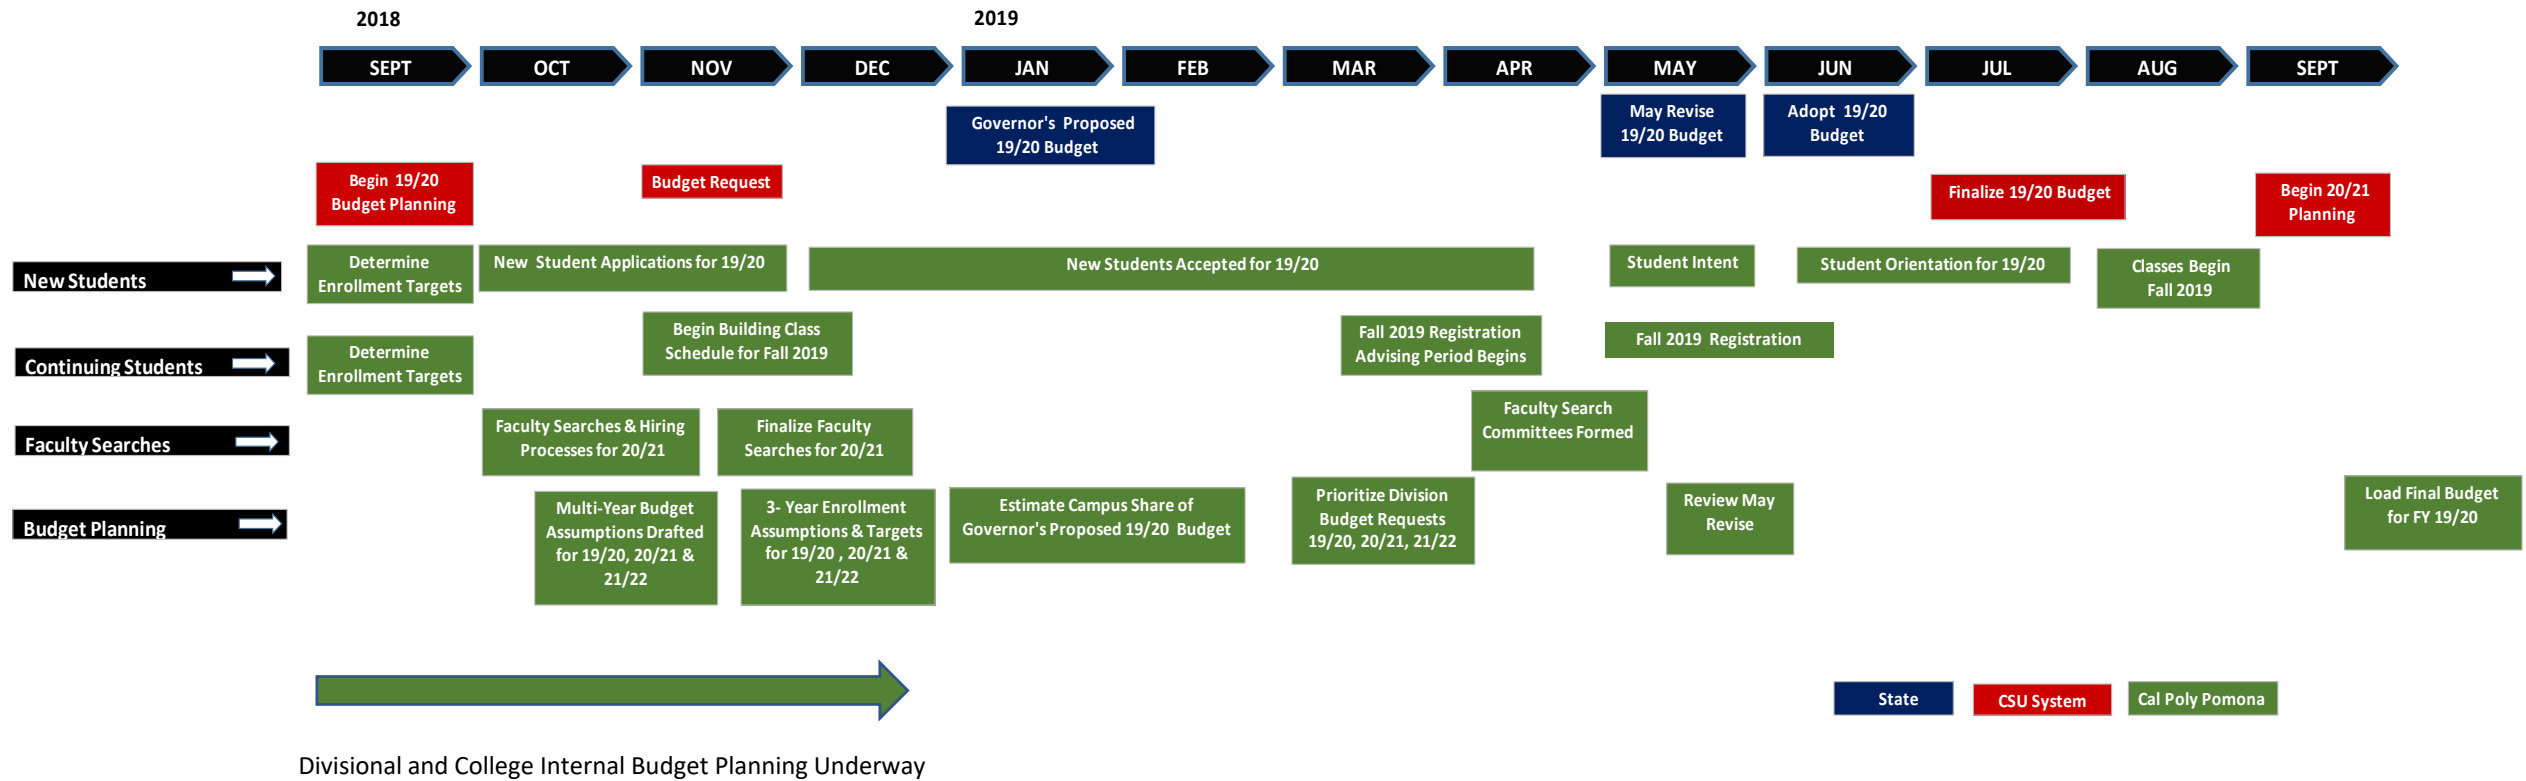 2018
2019
SEPT
OCT
NOV
DEC
JAN
FEB
MAR
APR
MAY
JUN
JUL
AUG
SEPT
Governor's Proposed
19/20 Budget
May Revise
19/20 Budget
Adopt 19/20
Budget
Begin 19/20
Budget Planning
Budget Request
Finalize 19/20 Budget
Begin 20/21
Planning
New Students
Determine
Enrollment Targets
New Student Applications for 19/20
New Students Accepted for 19/20
Student Intent
Student Orientation for 19/20
Classes Begin
Fall 2019
Continuing Students
Determine
Enrollment Targets
Begin Building Class
Schedule for Fall 2019
Fall 2019 Registration
Advising Period Begins
Fall 2019 Registration
Faculty Searches
Faculty Searches & Hiring
Processes for 20/21
Finalize Faculty
Searches for 20/21
Faculty Search
Committees Formed
Budget Planning
Multi-Year Budget
Assumptions Drafted
for 19/20, 20/21 &
21/22
3- Year Enrollment
Assumptions & Targets
for 19/20 , 20/21 &
21/22
Estimate Campus Share of
Governor's Proposed 19/20 Budget
Prioritize Division
Budget Requests
19/20, 20/21, 21/22
Review May
Revise
Load Final Budget
for FY 19/20
State
CSU System
Cal Poly Pomona
Divisional and College Internal Budget Planning Underway